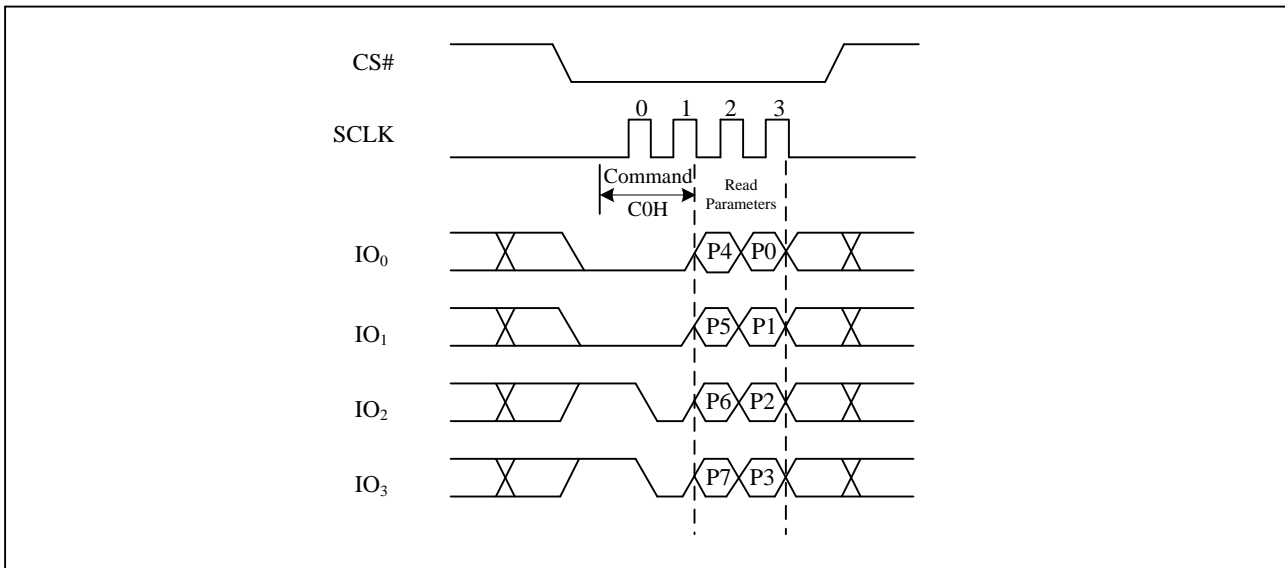 CS#
0 1 2 3
SCLK
Command
C0H
Read
Parameters
IO0 P4 P0
IO1 P5 P1
IO2 P6 P2
IO3 P7 P3